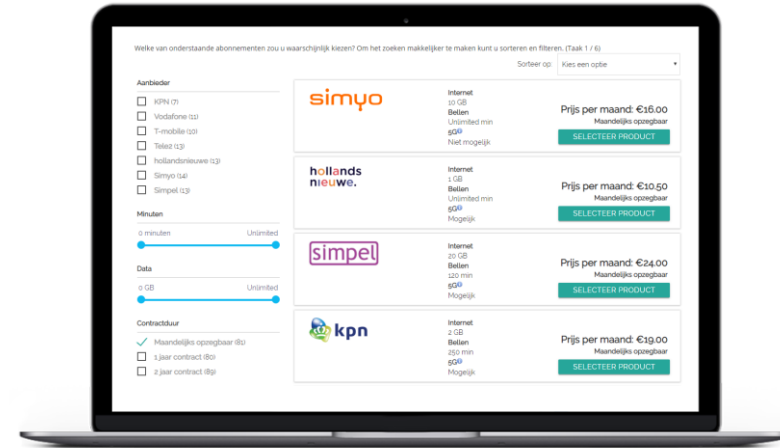 Welke van onderstaande abonnementen zou u waarschijnlijk kiezen? Om het zoeken makkelijker te maken kunt u sorteren en filteren. (Taak 1 / 6)
Sorteer op: Kies een optie
Aanbieder
KPN (7)
Vodafone (11)
T-mobile (10)
Tele2 (13)
hollandsnieuwe (13)
Simyo (14)
Simpel (13)
Minuten
0 minuten Unlimited
Data
0 GB Unlimited
Contractduur
Maandelijks opzegbaar (81)
1 jaar contract (80)
2 jaar contract (89)
simyo
Internet
10 GB
Bellen
Unlimited min
5G
Niet mogelijk
Prijs per maand: €16.00
Maandelijks opzegbaar
SELECTEER PRODUCT
hollands
nieuwe.
Internet
1 GB
Bellen
Unlimited min
5G
Mogelijk
Prijs per maand: €10.50
Maandelijks opzegbaar
SELECTEER PRODUCT
simpel
Internet
20 GB
Bellen
120 min
5G
Mogelijk
Prijs per maand: €24.00
Maandelijks opzegbaar
SELECTEER PRODUCT
kpn
Internet
2 GB
Bellen
250 min
5G
Mogelijk
Prijs per maand: €19.00
Maandelijks opzegbaar
SELECTEER PRODUCT